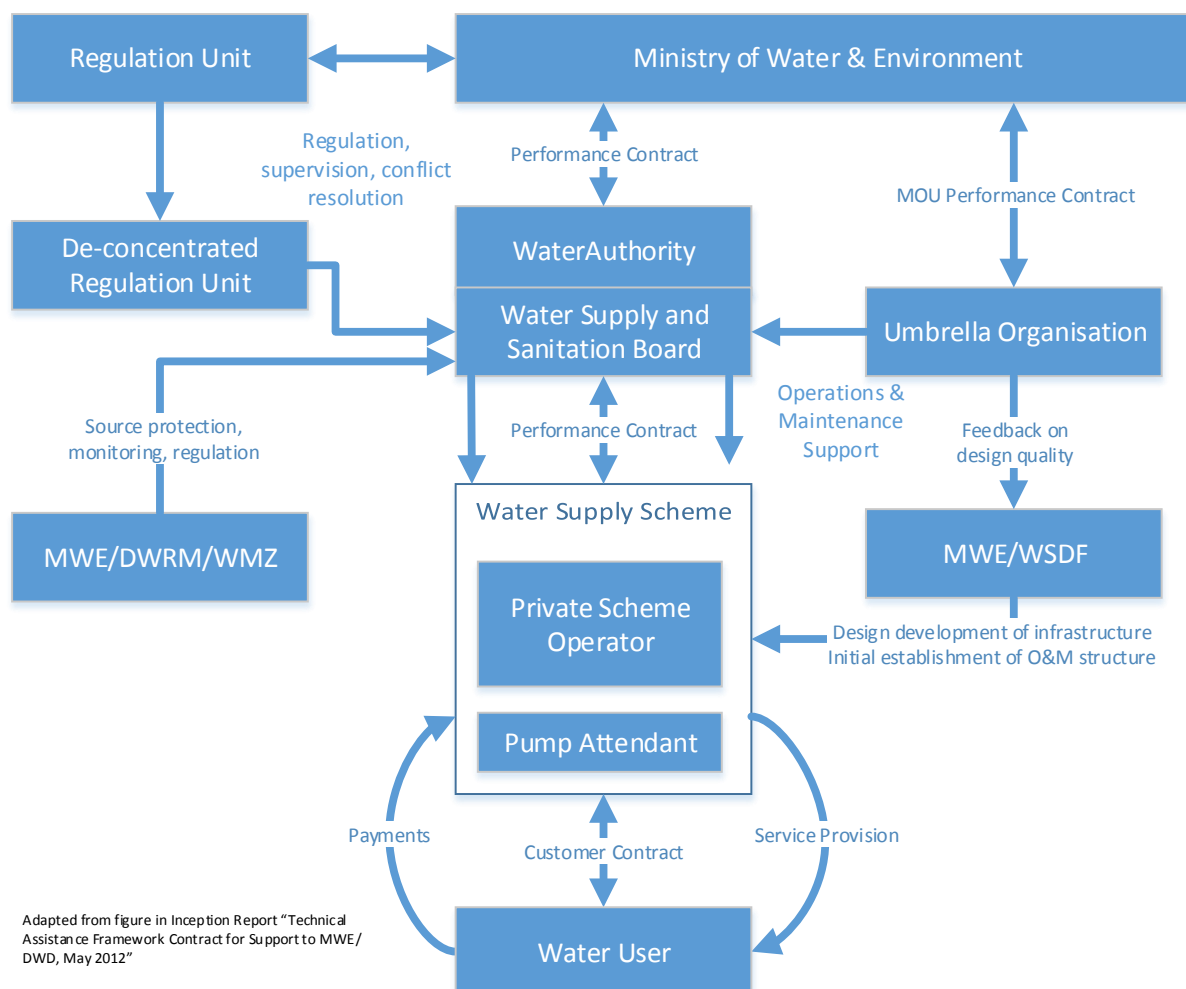 Regulation Unit
Ministry of Water & Environment
Regulation,
supervision, conflict
resolution
Performance Contract
MOU Performance Contract
De-concentrated
Regulation Unit
WaterAuthority
Water Supply and
Sanitation Board
Umbrella Organisation
Source protection,
monitoring, regulation
Performance Contract
Operations &
Maintenance
Support
Feedback on
design quality
MWE/DWRM/WMZ
Water Supply Scheme
MWE/WSDF
Private Scheme
Operator
Design development of infrastructure
Initial establishment of O&M structure
Pump Attendant
Payments
Customer Contract
Service Provision
Adapted from figure in Inception Report “Technical
Assistance Framework Contract for Support to MWE/
DWD, May 2012”
Water User